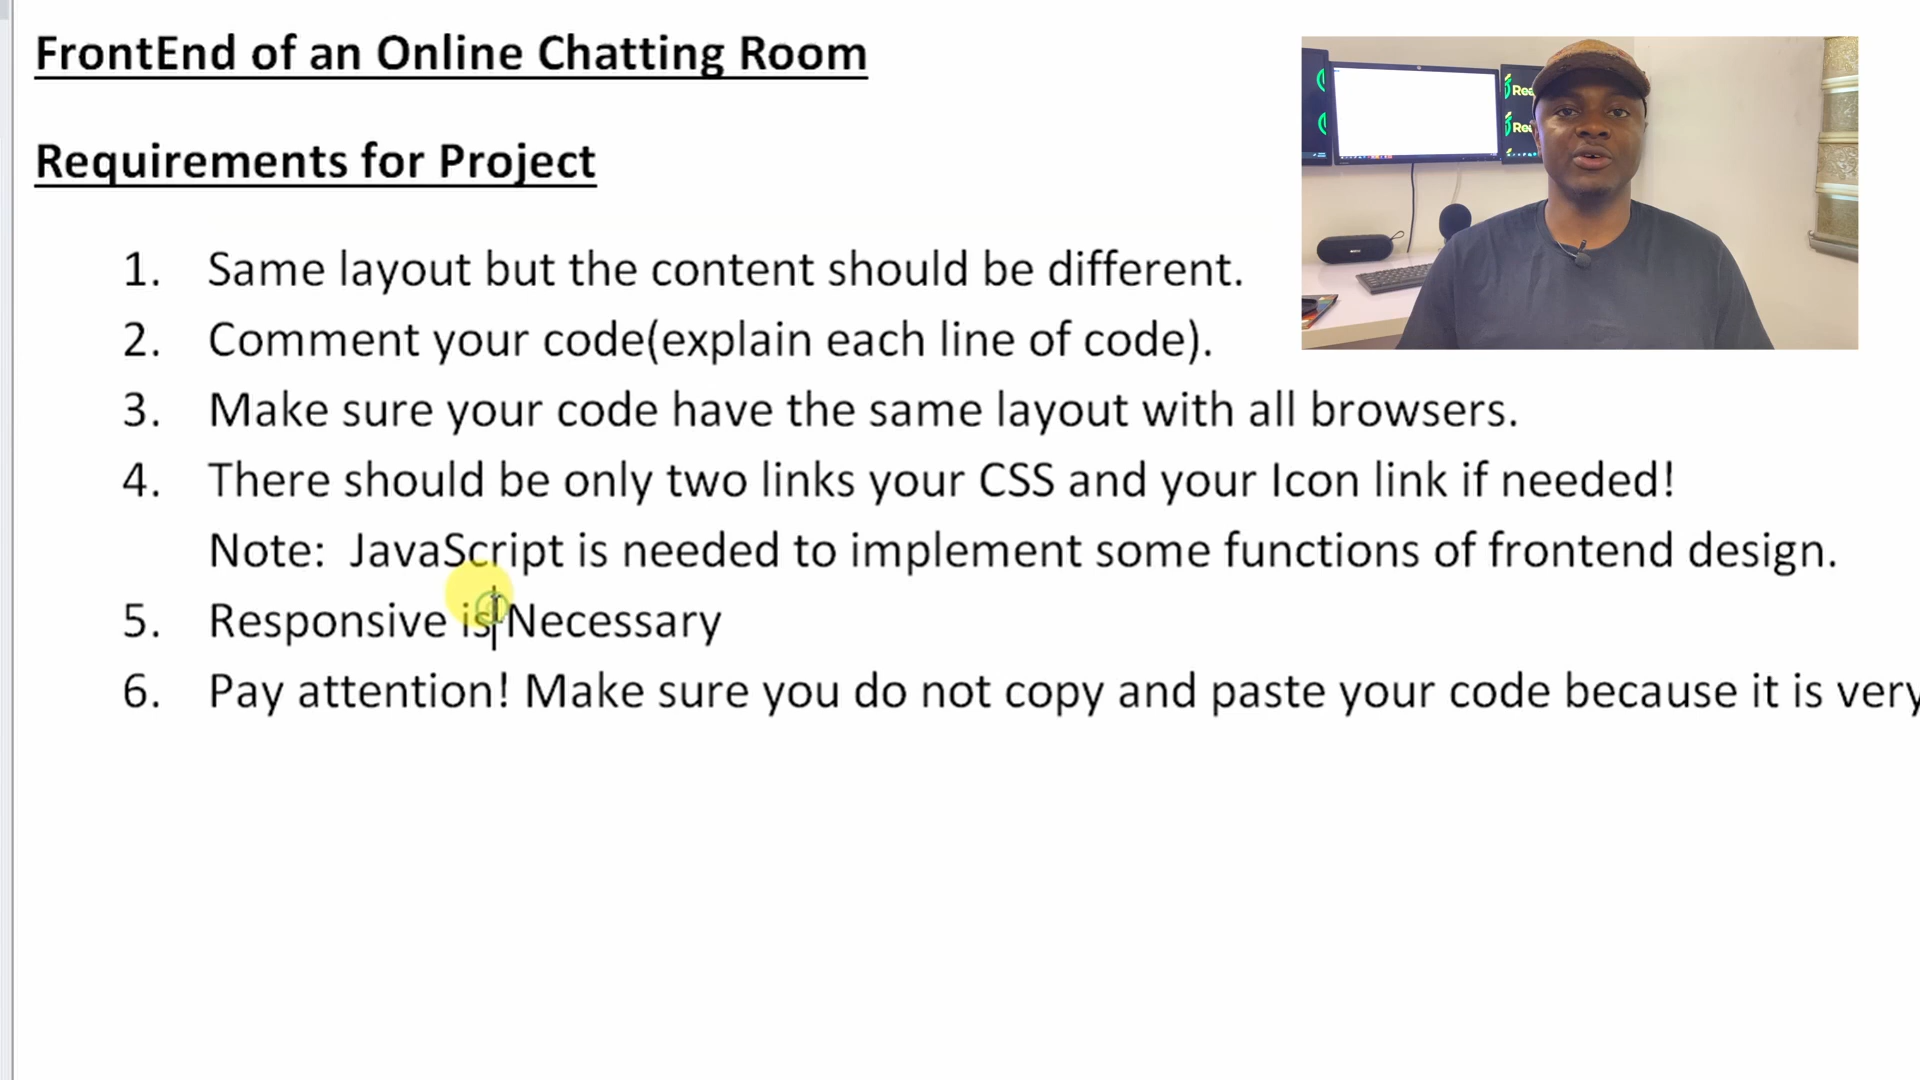 FrontEnd of an Online Chatting Room
Requirements for Project
1. Same layout but the content should be different.
2. Comment your code(explain each line of code).
3. Make sure your code have the same layout with all browsers.
4. There should be only two links your CSS and your Icon link if needed!
Note: JavaScript is needed to implement some functions of frontend design.
5. Responsive is Necessary
6. Pay attention! Make sure you do not copy and paste your code because it is very